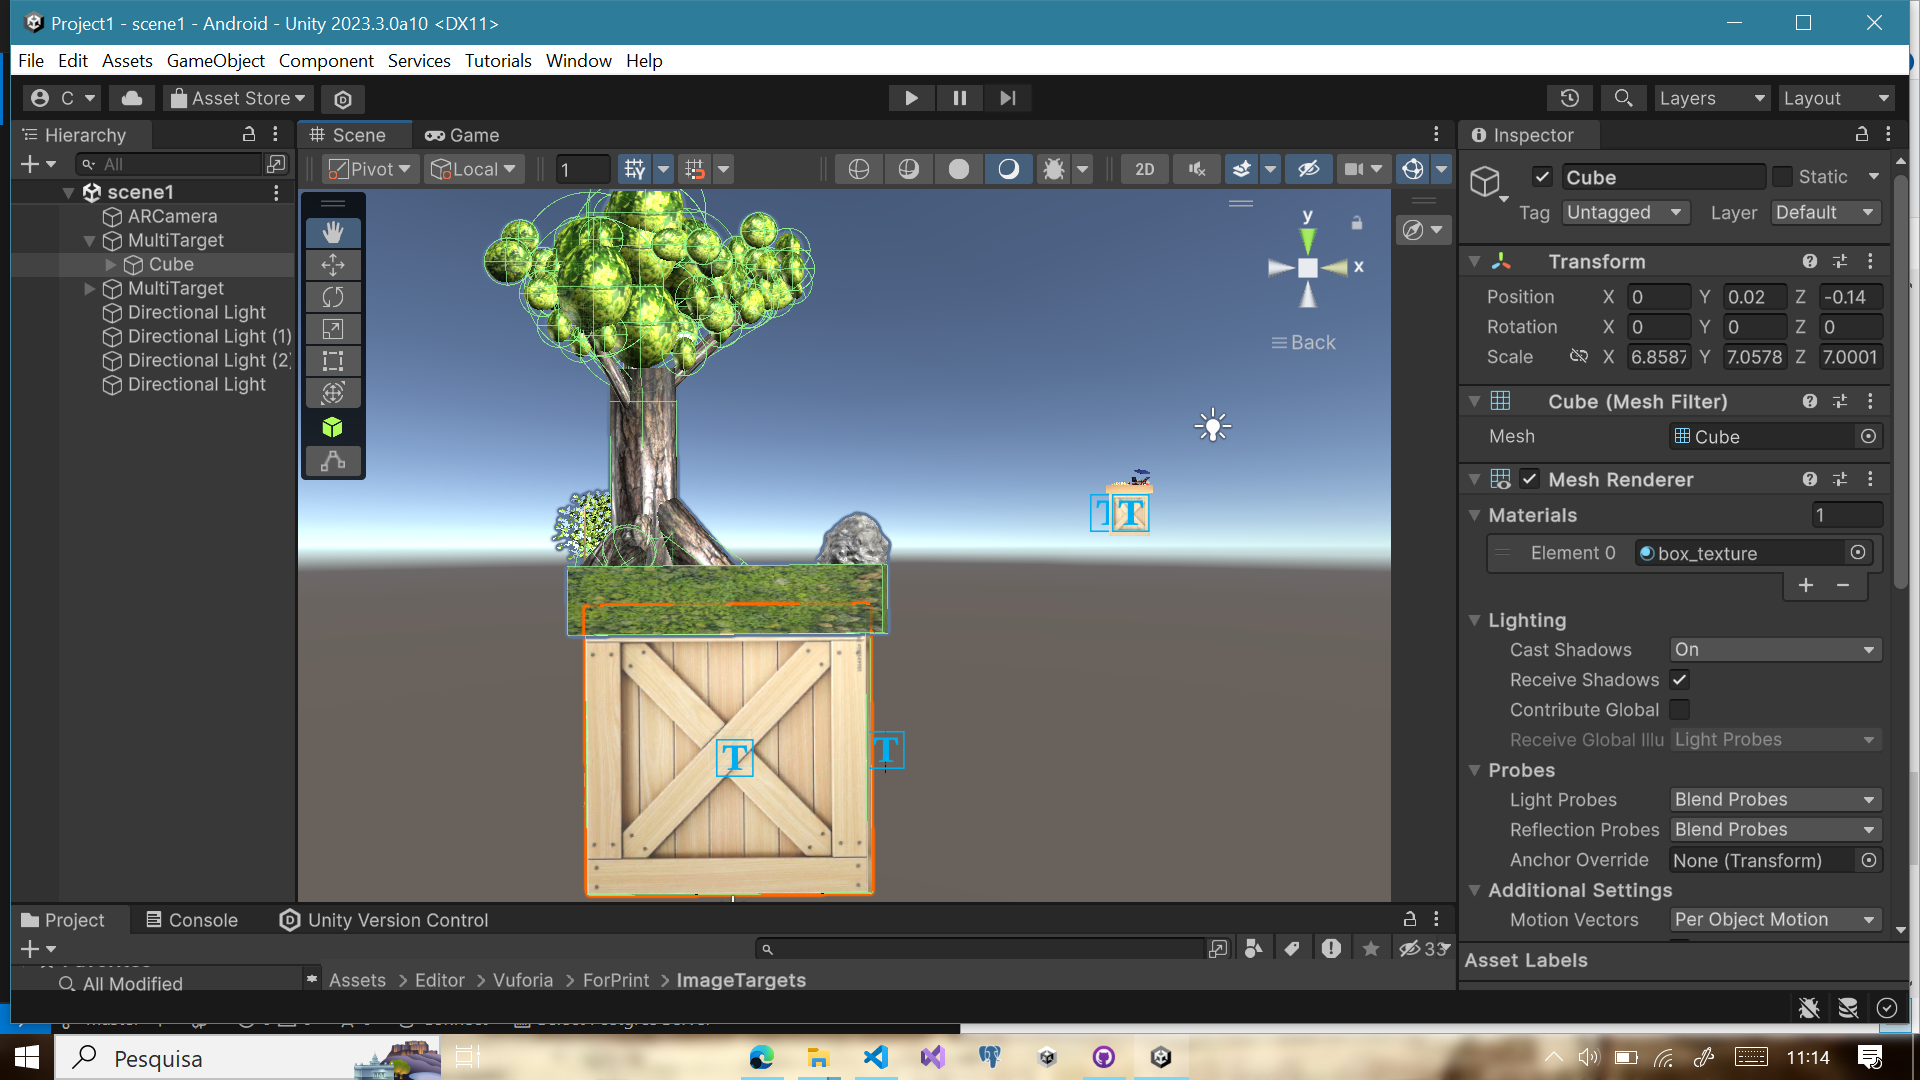 Project1 - scene1 - Android - Unity 2023.3.0a10 <DX11>
File Edit Assets GameObject Component Services Tutorials Window Help
C Asset Store Layers Layout
Hierarchy Scene Game Inspector
All Pivot Local 1 2D
scene1
ARCamera
MultiTarget
Cube
MultiTarget
Directional Light
Directional Light (1)
Directional Light (2)
Directional Light
y
x
Back
T
T
T
Cube Static
Tag Untagged Layer Default
Transform
Position X 0 Y 0.02 Z -0.14
Rotation X 0 Y 0 Z 0
Scale X 6.8587 Y 7.0578 Z 7.0001
Cube (Mesh Filter)
Mesh Cube
Mesh Renderer
Materials 1
Element 0 box_texture
+ -
Lighting
Cast Shadows On
Receive Shadows
Contribute Global
Receive Global Illu Light Probes
Probes
Light Probes Blend Probes
Reflection Probes Blend Probes
Anchor Override None (Transform)
Additional Settings
Motion Vectors Per Object Motion
Asset Labels
Project Console Unity Version Control
33
All Modified
Assets > Editor > Vuforia > ForPrint > ImageTargets
Pesquisa 11:14